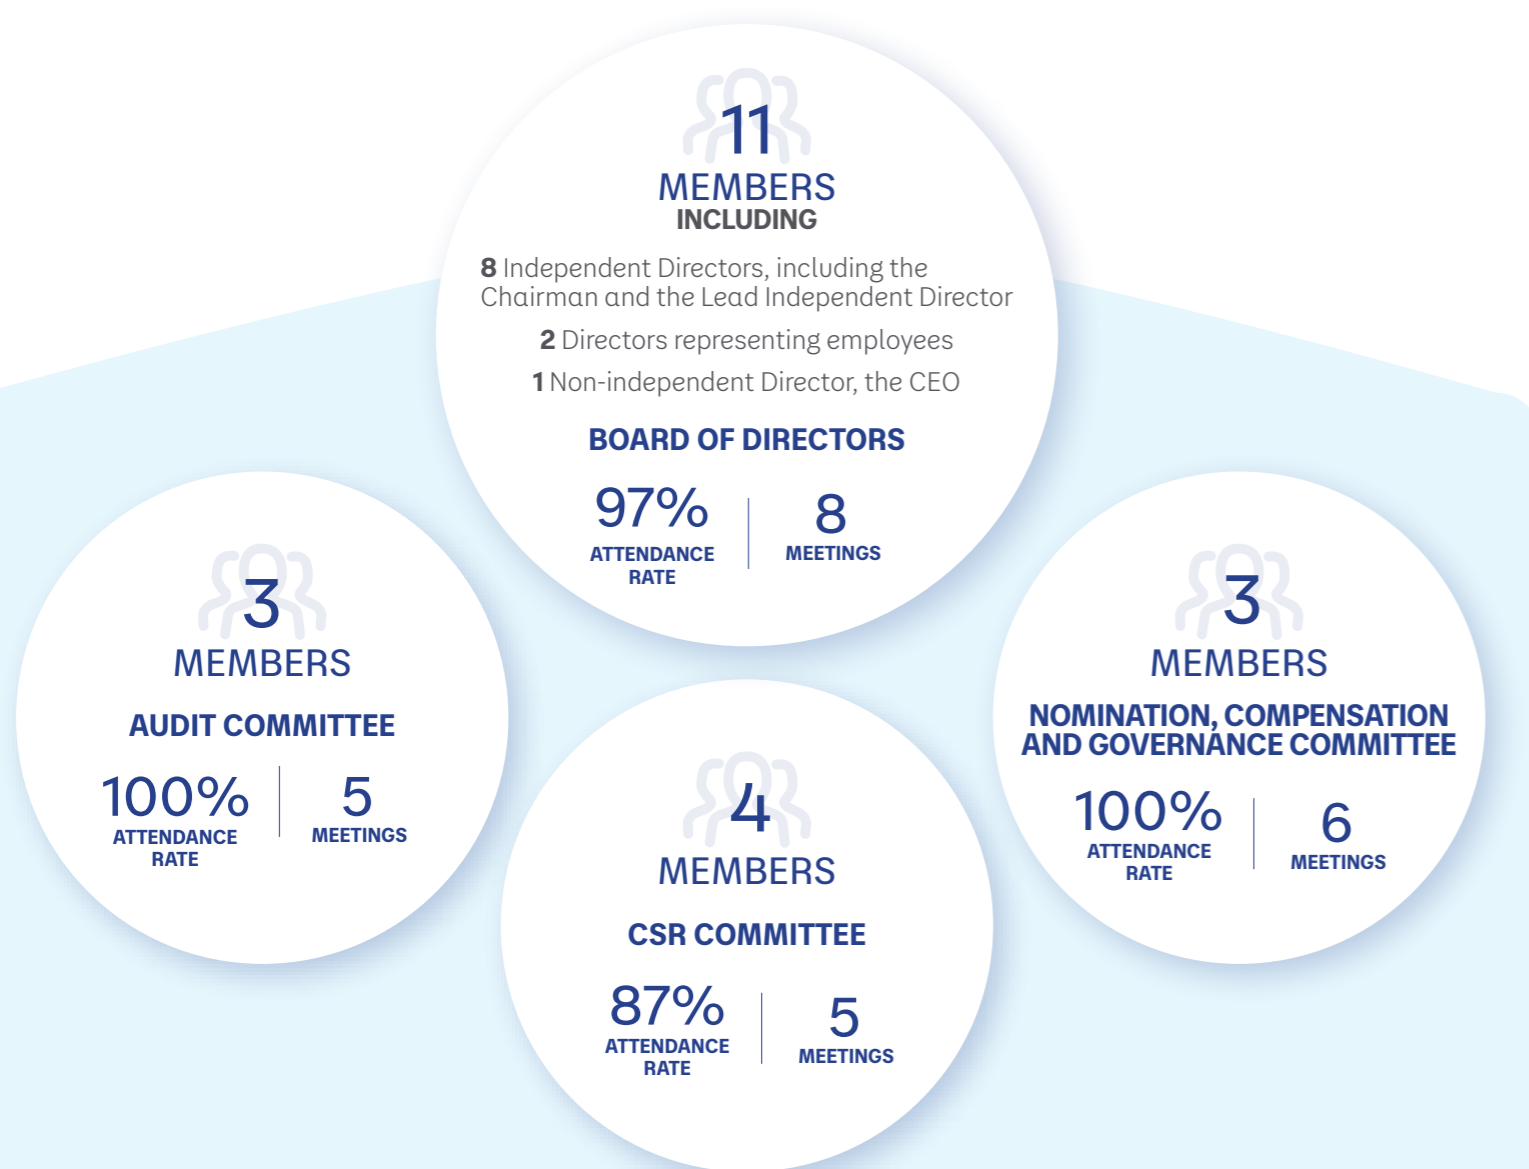 11
MEMBERS
INCLUDING
8 Independent Directors, including the
Chairman and the Lead Independent Director
2 Directors representing employees
1 Non-independent Director, the CEO
BOARD OF DIRECTORS
97%
ATTENDANCE
RATE
8
MEETINGS
3
MEMBERS
AUDIT COMMITTEE
100%
ATTENDANCE
RATE
5
MEETINGS
4
MEMBERS
CSR COMMITTEE
87%
ATTENDANCE
RATE
5
MEETINGS
3
MEMBERS
NOMINATION, COMPENSATION
AND GOVERNANCE COMMITTEE
100%
ATTENDANCE
RATE
6
MEETINGS